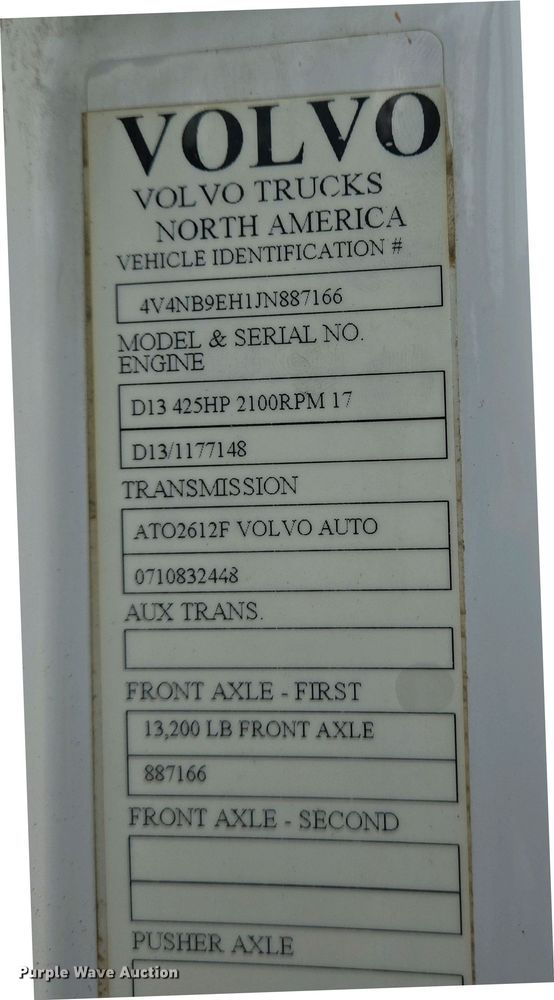 VOLVO
VOLVO TRUCKS
NORTH AMERICA
VEHICLE IDENTIFICATION #
4V4NB9EH1JN887166
MODEL & SERIAL NO.
ENGINE
D13 425HP 2100RPM 17
D13/1177148
TRANSMISSION
ATO2612F VOLVO AUTO
0710832448
AUX TRANS.
FRONT AXLE - FIRST
13,200 LB FRONT AXLE
887166
FRONT AXLE - SECOND
PUSHER AXLE
Purple Wave Auction